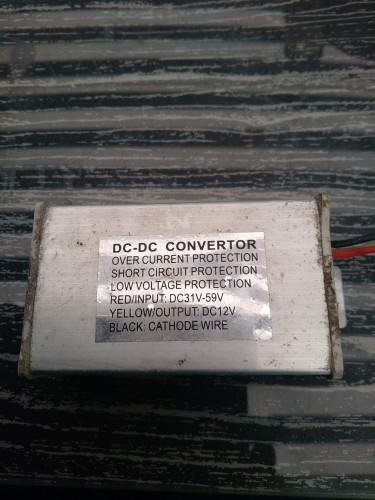 DC-DC CONVERTOR
OVER CURRENT PROTECTION
SHORT CIRCUIT PROTECTION
LOW VOLTAGE PROTECTION
RED/INPUT: DC31V-59V
YELLOW/OUTPUT: DC12V
BLACK: CATHODE WIRE